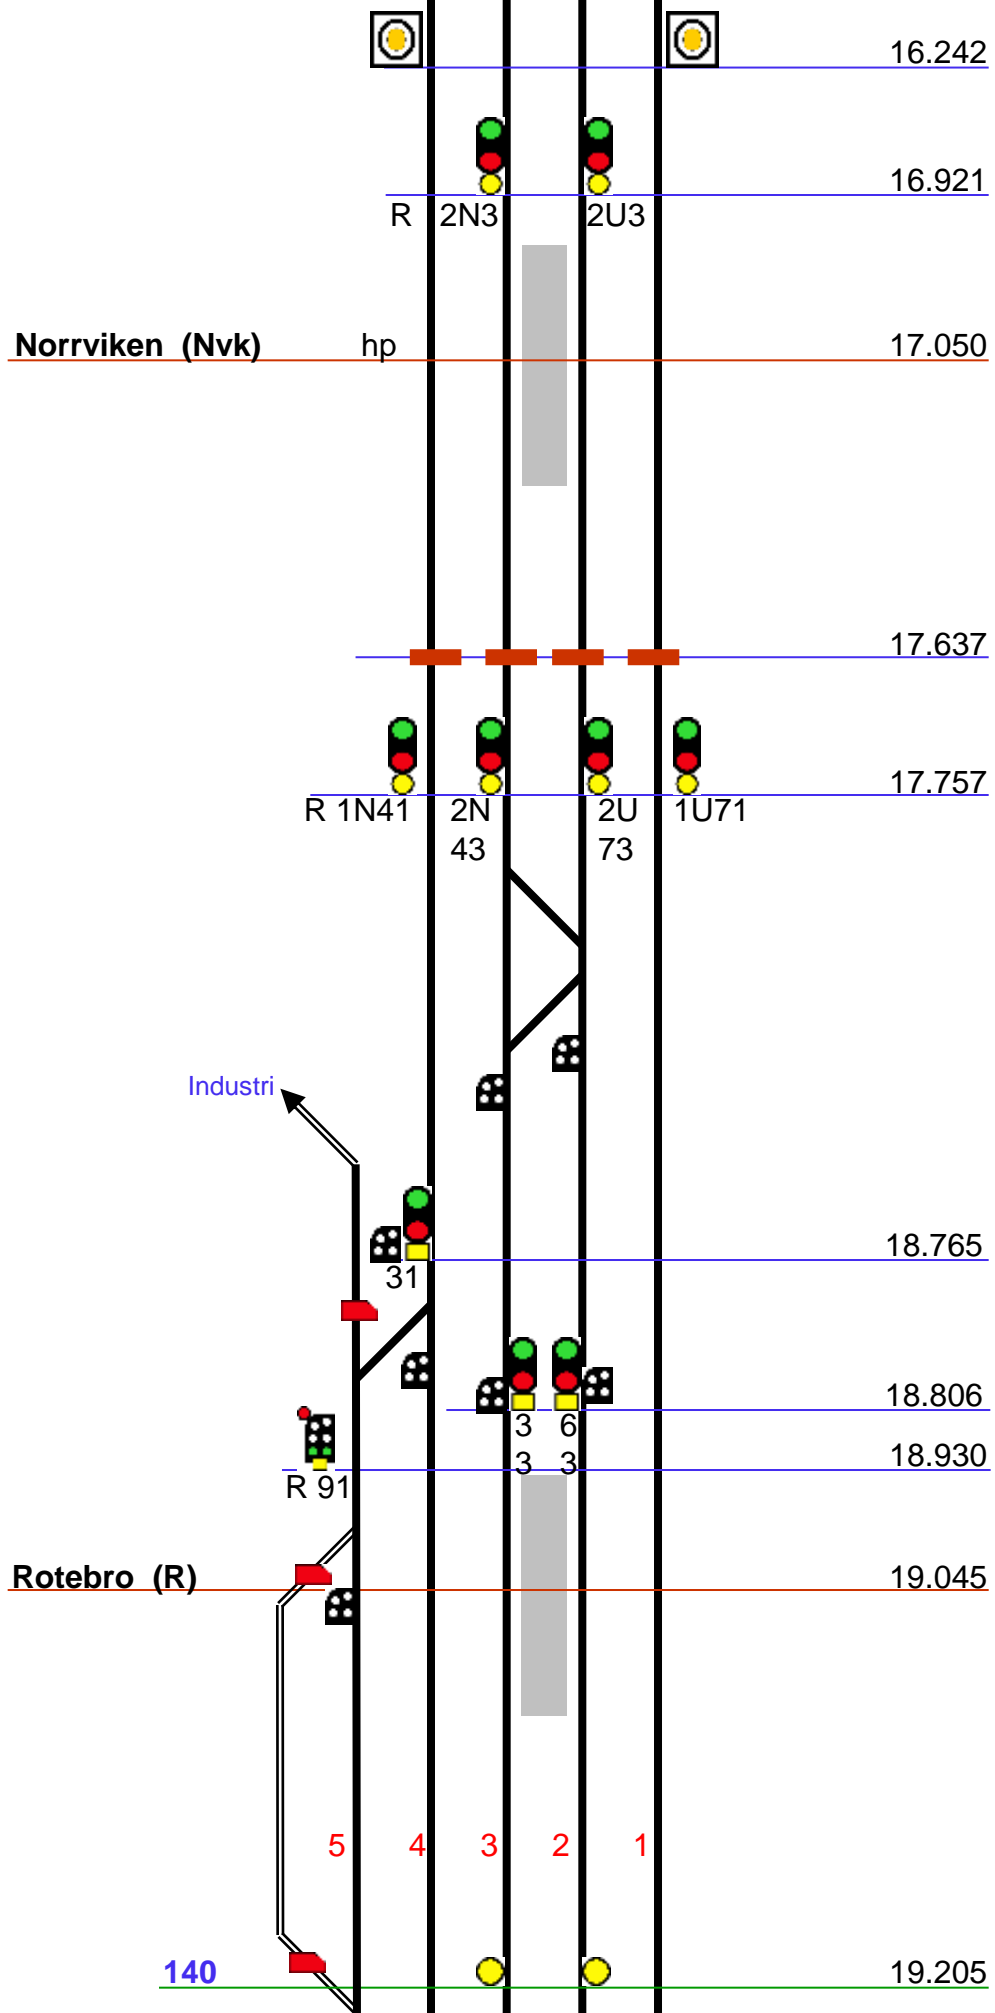 16.242
16.921
R 2N3 2U3
Norrviken (Nvk) hp 17.050
17.637
17.757
R 1N41 2N 2U 1U71
43 73
Industri
18.765
31
18.806
3 6
3 3 18.930
R 91
Rotebro (R) 19.045
5 4 3 2 1
140 19.205